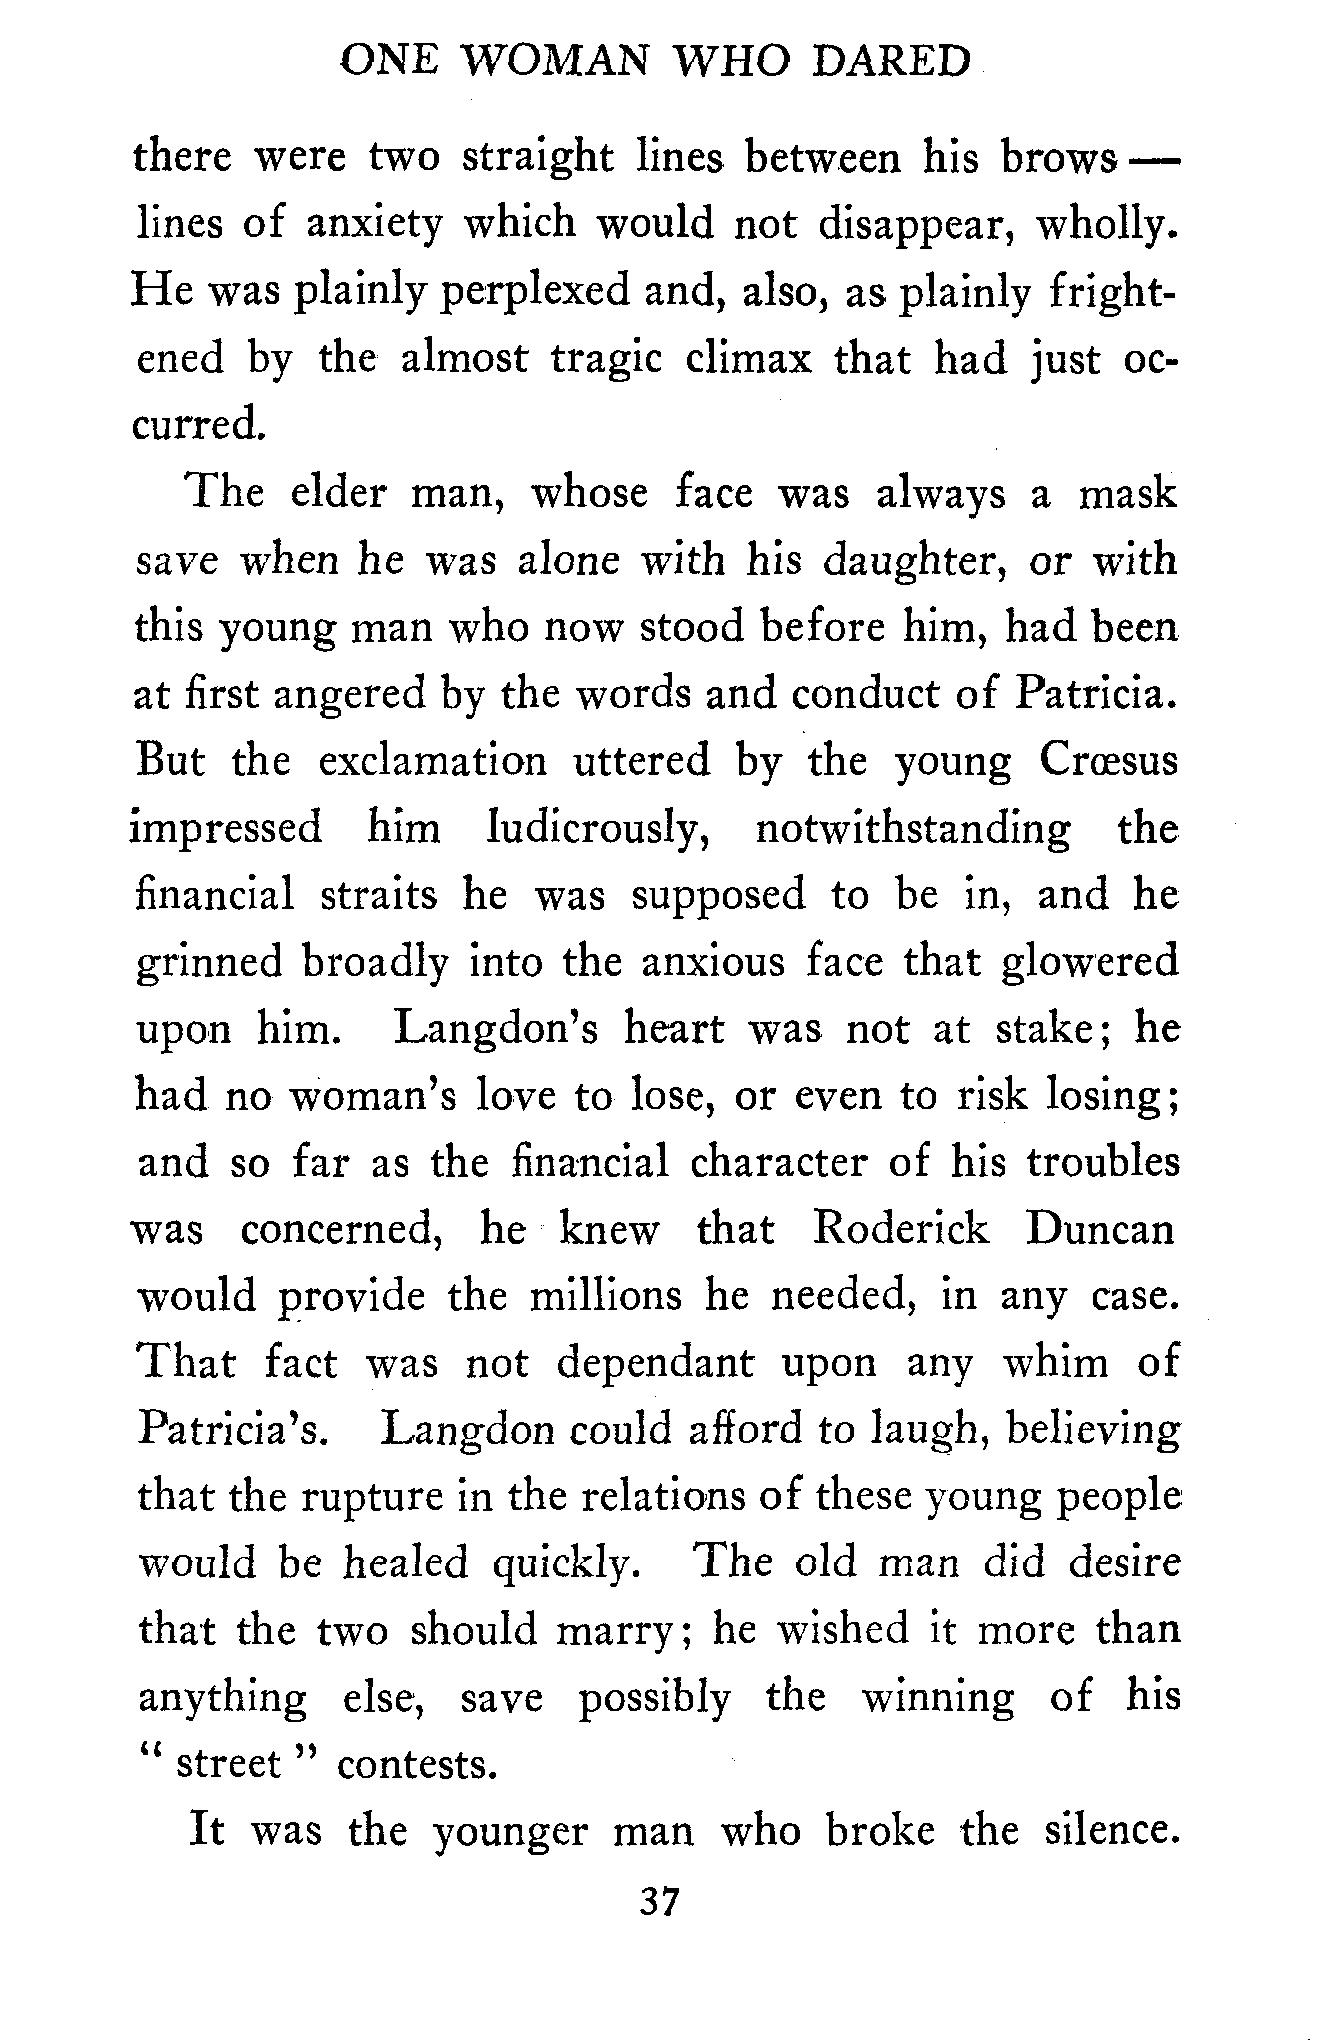 ONE WOMAN WHO DARED
there were two straight lines between his brows —
lines of anxiety which would not disappear, wholly.
He was plainly perplexed and, also, as plainly fright-
ened by the almost tragic climax that had just oc-
curred.
The elder man, whose face was always a mask
save when he was alone with his daughter, or with
this young man who now stood before him, had been
at first angered by the words and conduct of Patricia.
But the exclamation uttered by the young Crœsus
impressed him ludicrously, notwithstanding the
financial straits he was supposed to be in, and he
grinned broadly into the anxious face that glowered
upon him. Langdon's heart was not at stake; he
had no woman's love to lose, or even to risk losing;
and so far as the financial character of his troubles
was concerned, he knew that Roderick Duncan
would provide the millions he needed, in any case.
That fact was not dependant upon any whim of
Patricia's. Langdon could afford to laugh, believing
that the rupture in the relations of these young people
would be healed quickly. The old man did desire
that the two should marry; he wished it more than
anything else, save possibly the winning of his
" street " contests.
It was the younger man who broke the silence.
37